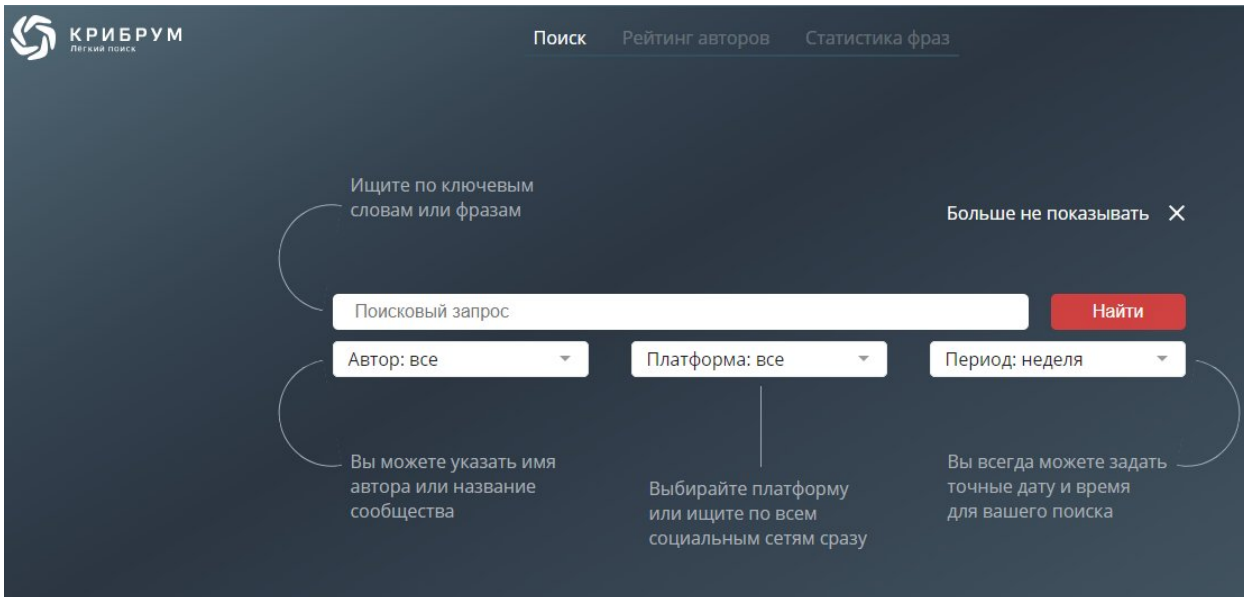 КРИБРУМ
Лёгкий поиск
Поиск Рейтинг авторов Статистика фраз
Ищите по ключевым
словам или фразам
Больше не показывать
Поисковый запрос
Найти
Автор: все
Платформа: все
Период: неделя
Вы можете указать имя
автора или название
сообщества
Выбирайте платформу
или ищите по всем
социальным сетям сразу
Вы всегда можете задать
точные дату и время
для вашего поиска